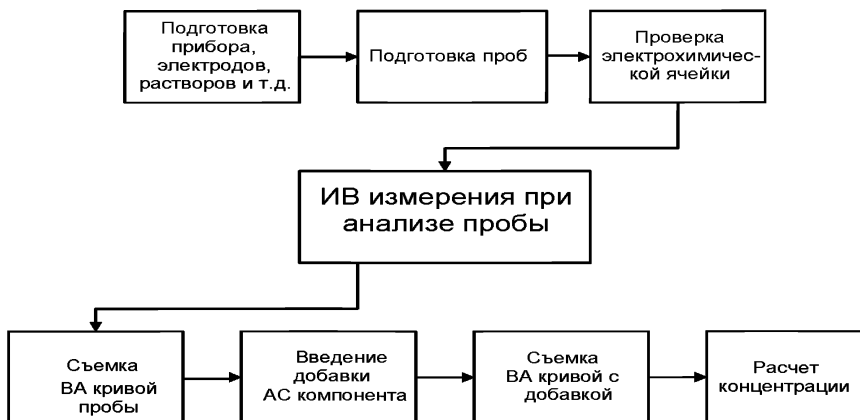 Подготовка
прибора,
электродов,
растворов и т.д.
Подготовка проб
Проверка
электрохимичес-
кой ячейки
ИВ измерения при
анализе пробы
Съемка
ВА кривой
пробы
Введение
добавки
АС компонента
Съемка
ВА кривой с
добавкой
Расчет
концентрации